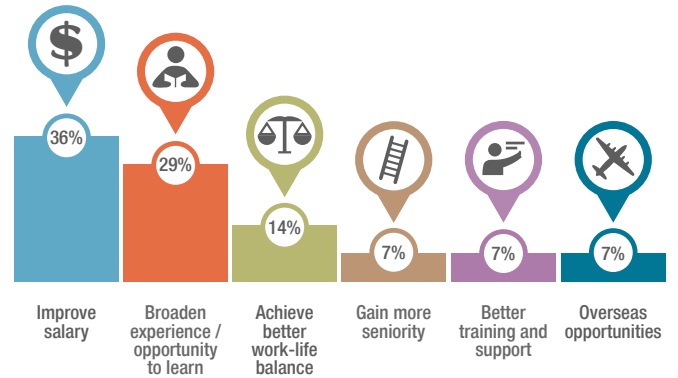 $
36%
29%
14%
7%
7%
7%
Improve
salary
Broaden
experience /
opportunity
to learn
Achieve
better
work-life
balance
Gain more
seniority
Better
training and
support
Overseas
opportunities